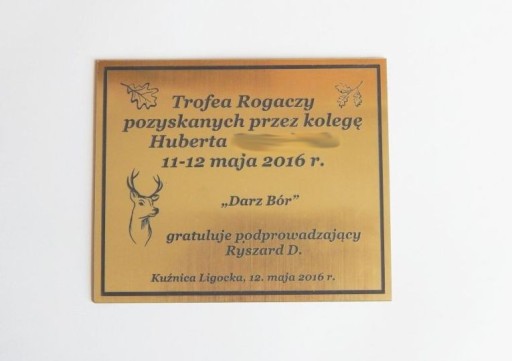 Trofea Rogaczy
pozyskanych przez kolegę
Huberta
11-12 maja 2016 r.
„Darz Bór”
gratuluje podprowadzający
Ryszard D.
Kuźnica Ligocka, 12. maja 2016 r.